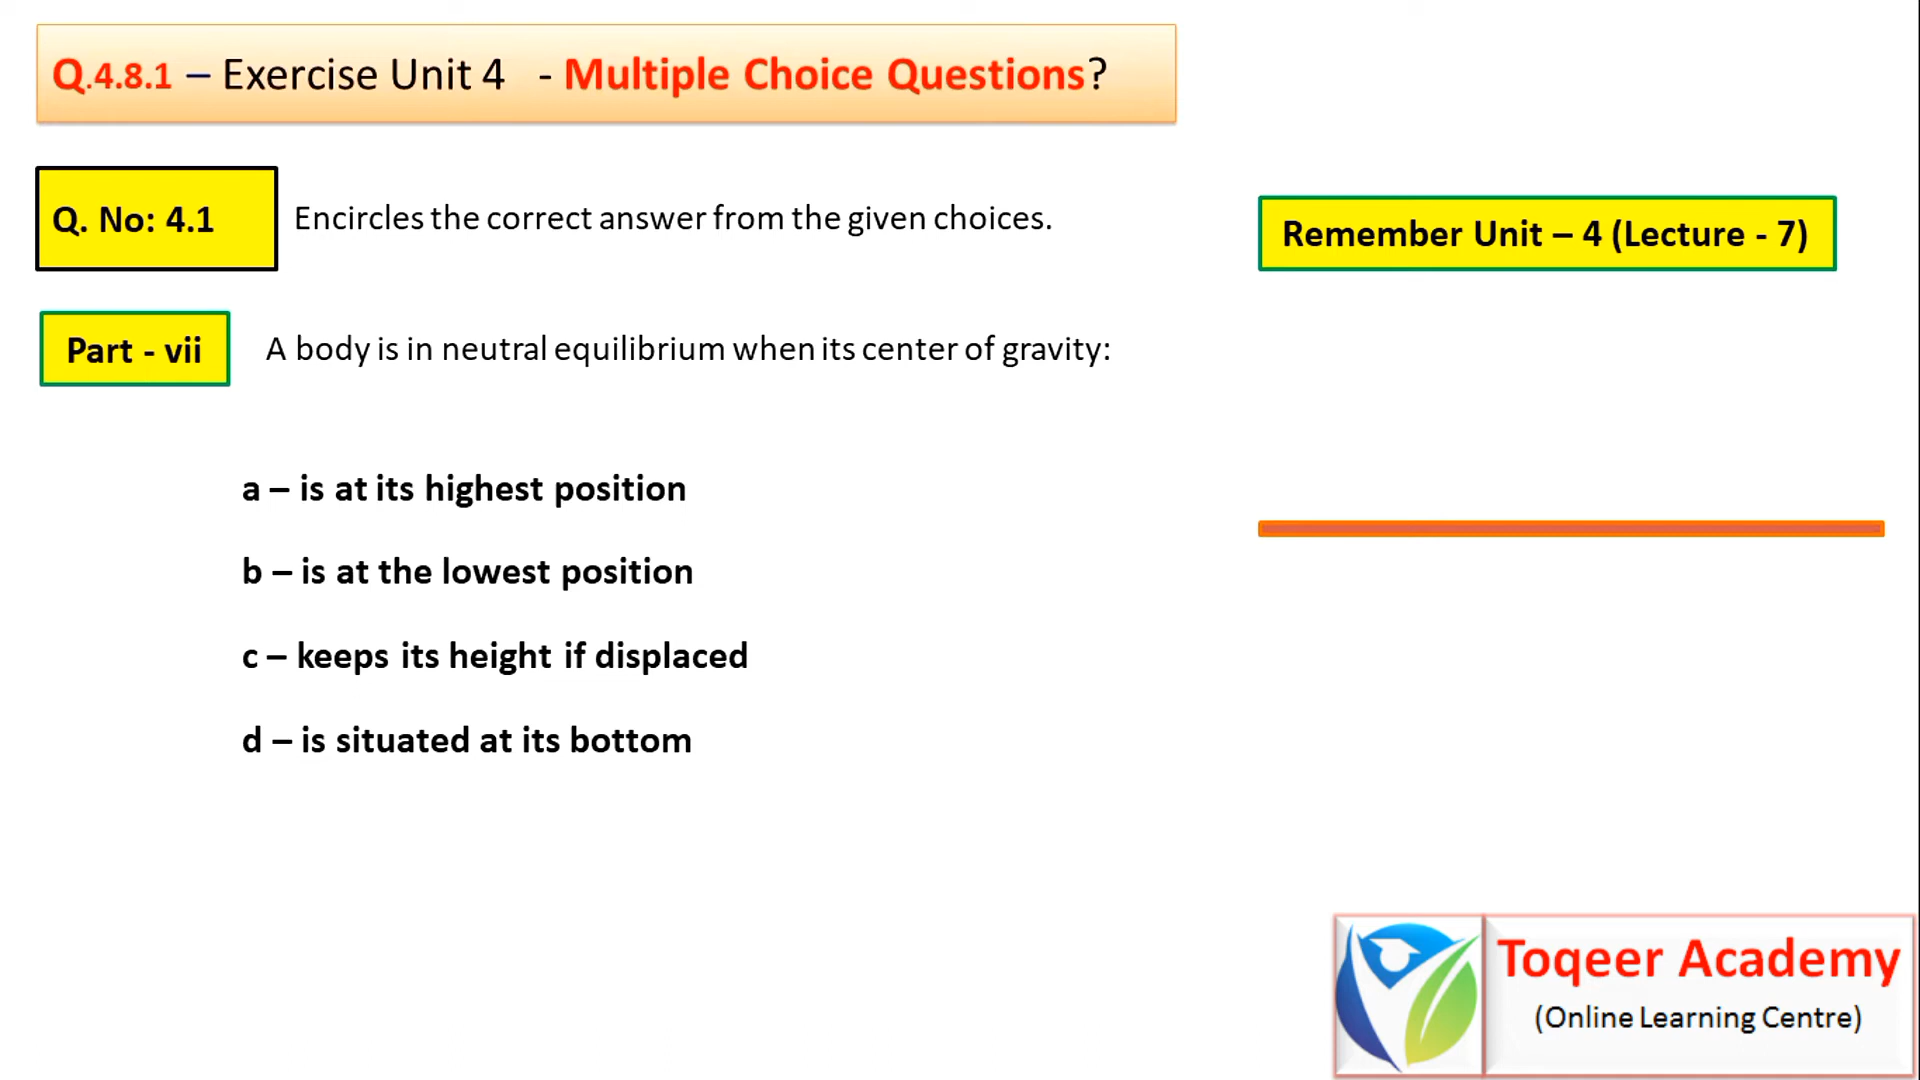 Q.4.8.1 – Exercise Unit 4 - Multiple Choice Questions?
Q. No: 4.1
Encircles the correct answer from the given choices.
Remember Unit – 4 (Lecture - 7)
Part - vii
A body is in neutral equilibrium when its center of gravity:
a – is at its highest position
b – is at the lowest position
c – keeps its height if displaced
d – is situated at its bottom
Toqeer Academy
(Online Learning Centre)